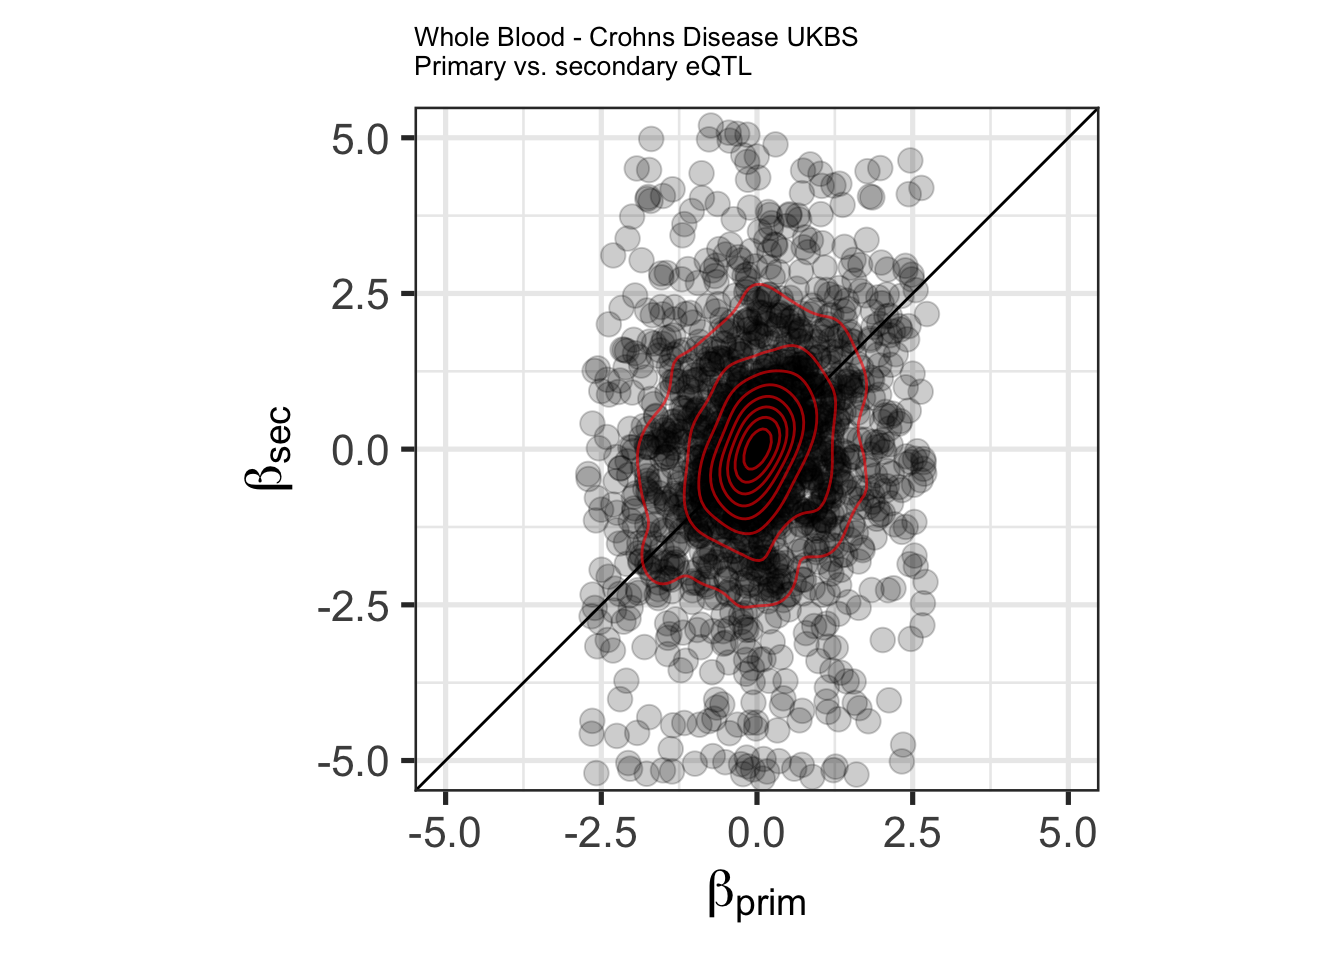 Whole Blood - Crohns Disease UKBS
Primary vs. secondary eQTL
5.0
2.5
0.0
-2.5
-5.0
βsec
-5.0 -2.5 0.0 2.5 5.0
βprim